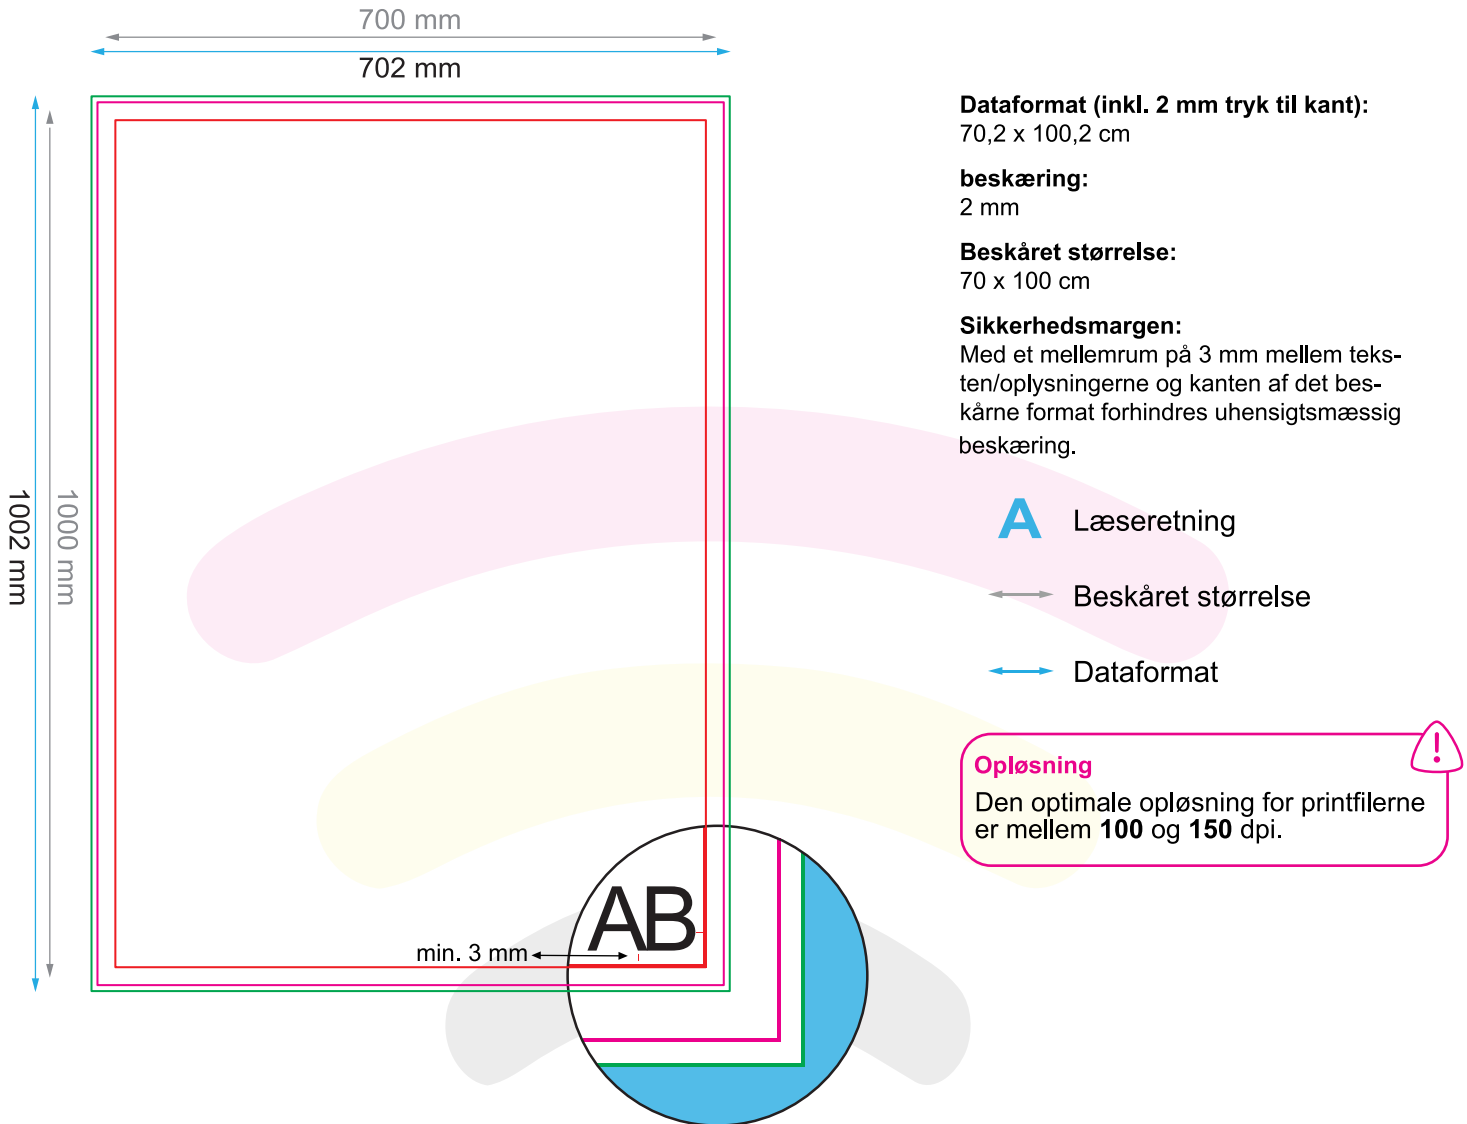 700 mm
702 mm
1002 mm
1000 mm
Dataformat (inkl. 2 mm tryk til kant):
70,2 x 100,2 cm
beskæring:
2 mm
Beskåret størrelse:
70 x 100 cm
Sikkerhedsmargen:
Med et mellemrum på 3 mm mellem teks-
ten/oplysningerne og kanten af det bes-
kårne format forhindres uhensigtsmæssig
beskæring.
A Læseretning
Beskåret størrelse
Dataformat
! Opløsning
Den optimale opløsning for printfilerne
er mellem 100 og 150 dpi.
AB
min. 3 mm